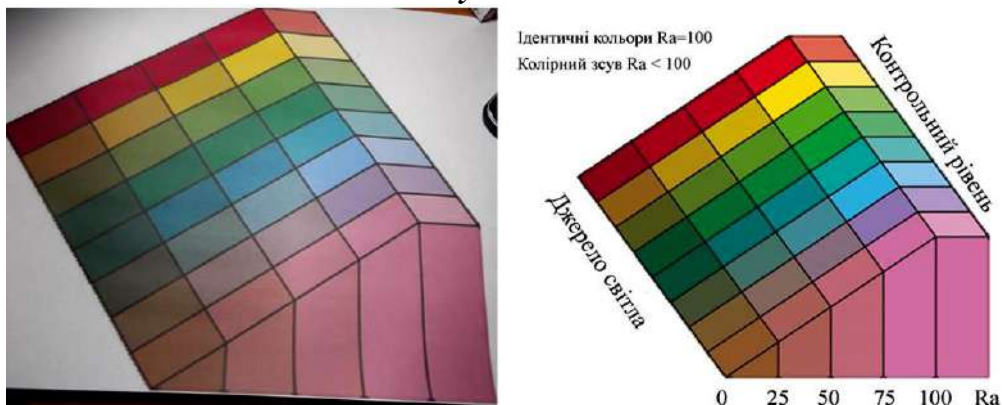 Ідентичні кольори Ra=100
Колірний зсув Ra < 100
Контрольний рівень
Джерело світла
0 25 50 75 100 Ra